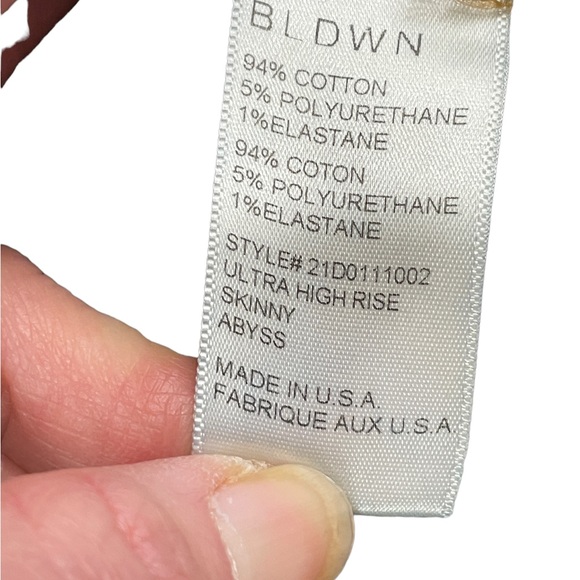 BLDWN
94% COTTON
5% POLYURETHANE
1%ELASTANE
94% COTON
5% POLYURETHANE
1%ELASTANE
STYLE# 21D0111002
ULTRA HIGH RISE
SKINNY
ABYSS
MADE IN U.S.A.
FABRIQUE AUX U.S.A